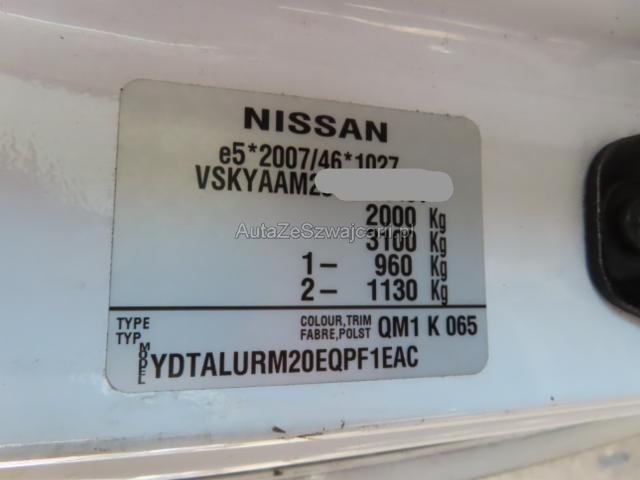 NISSAN
e5*2007/46*1027
VSKYAAM2
2000 Kg
AutaZeSzwajcarii.pl
3100 Kg
1- 960 Kg
2- 1130 Kg
TYPE
TYP
COLOUR,TRIM
FABRE,POLST
QM1 K 065
MODEL
YDTALURM20EQPF1EAC